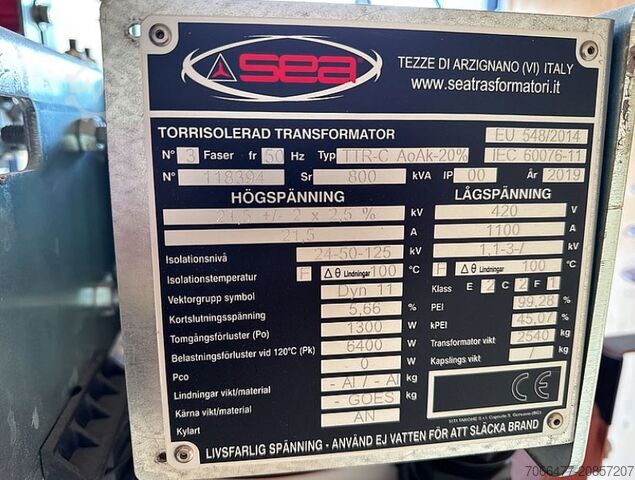 sea
TEZZE DI ARZIGNANO (VI) ITALY
www.seatrasformatori.it
TORRISOLERAD TRANSFORMATOR EU 548/2014
N° 3 Faser fr 50 Hz Typ TTR-C AoAk-20% IEC 60076-11
N° 118394 Sr 800 kVA IP 00 År 2019
HÖGSPÄNNING LÅGSPÄNNING
21,5 +/- 2 x 2,5 % kV 420 V
21,5 A 1100 A
Isolationsnivå 24-50-125 kV 1,1-3-/ kV
Isolationstemperatur F Δθ Lindningar 100 °C F Δθ Lindningar 100 °C
Vektorgrupp symbol Dyn 11 Klass E 2 C 2 F 1
Kortslutningsspänning 5,66 % PEI 99,28 %
Tomgångsförluster (Po) 1300 W kPEI 45,07 %
Belastningsförluster vid 120°C (Pk) 6400 W Transformator vikt 2540 kg
Pco 0 W Kapslings vikt / kg
Lindningar vikt/material - Al / - Al kg
Kärna vikt/material - GOES kg
Kylart AN
CE
LIVSFARLIG SPÄNNING - ANVÄND EJ VATTEN FÖR ATT SLÄCKA BRAND
7066477-20857207